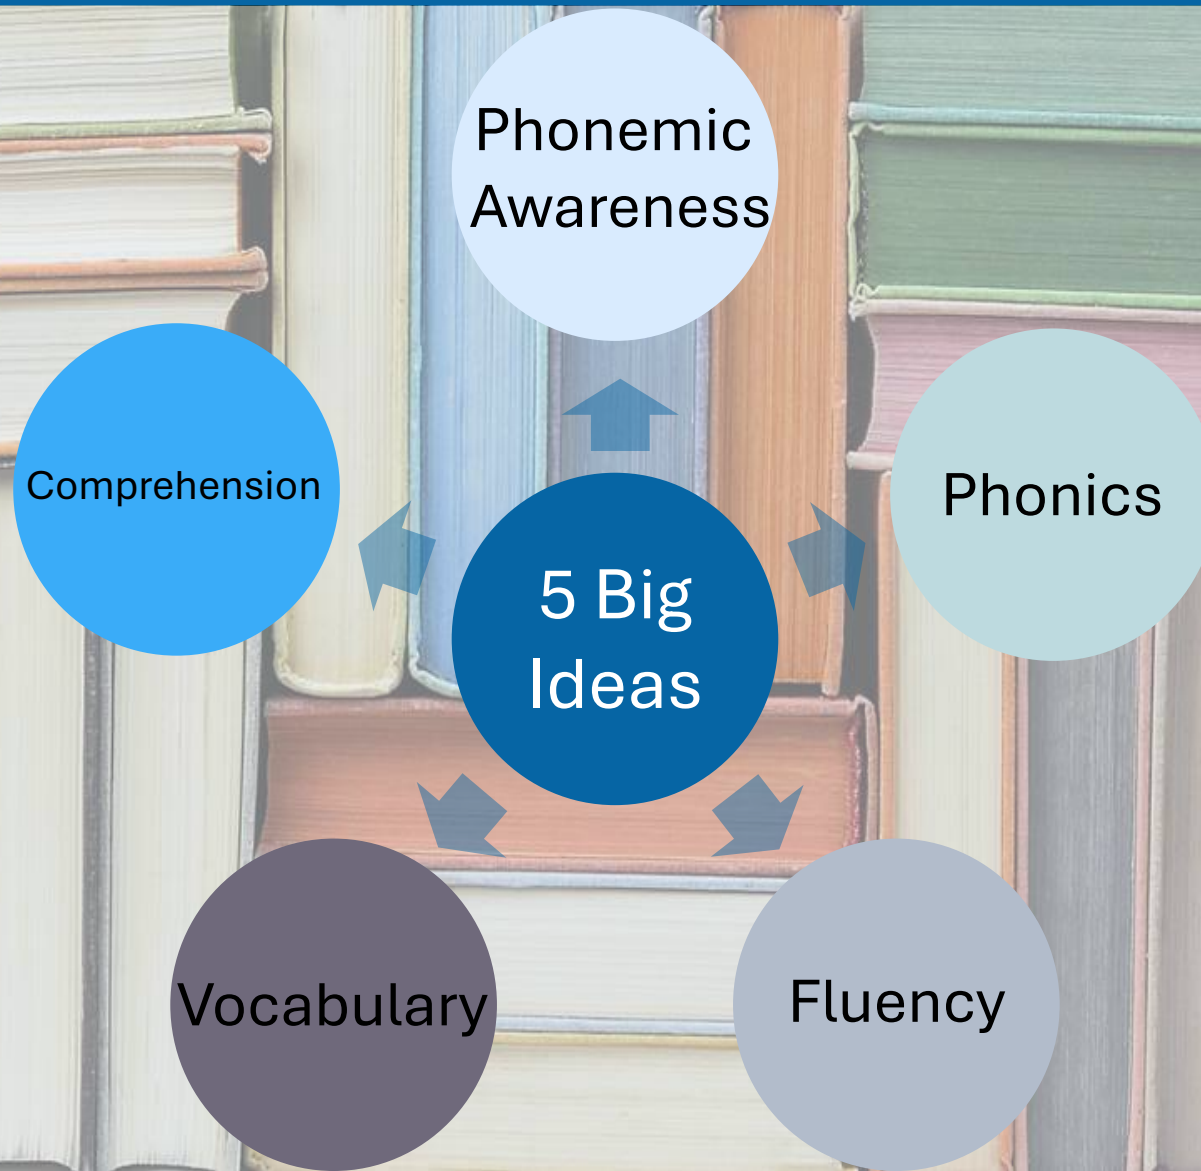 Phonemic
Awareness
Comprehension
Phonics
5 Big
Ideas
Vocabulary
Fluency